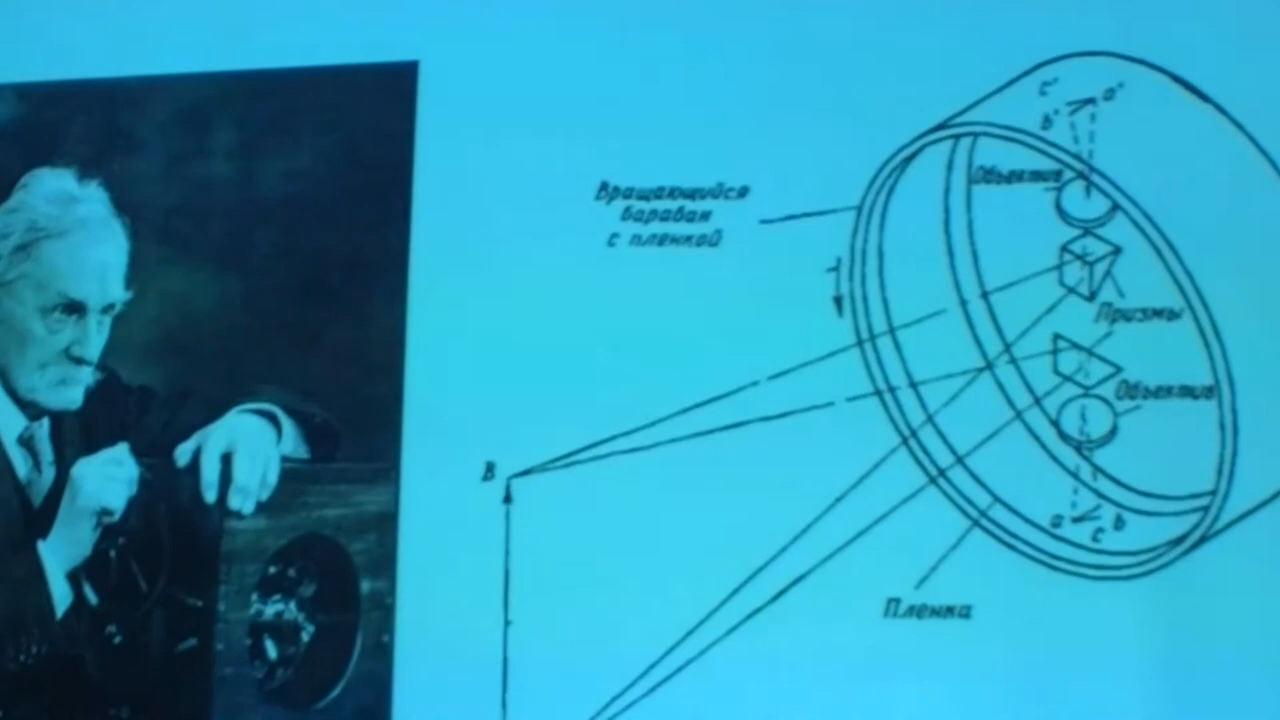 c' a'
b'
Объектив
Вращающийся
барабан
с пленкой
Призмы
Объектив
В
a c b
Пленка